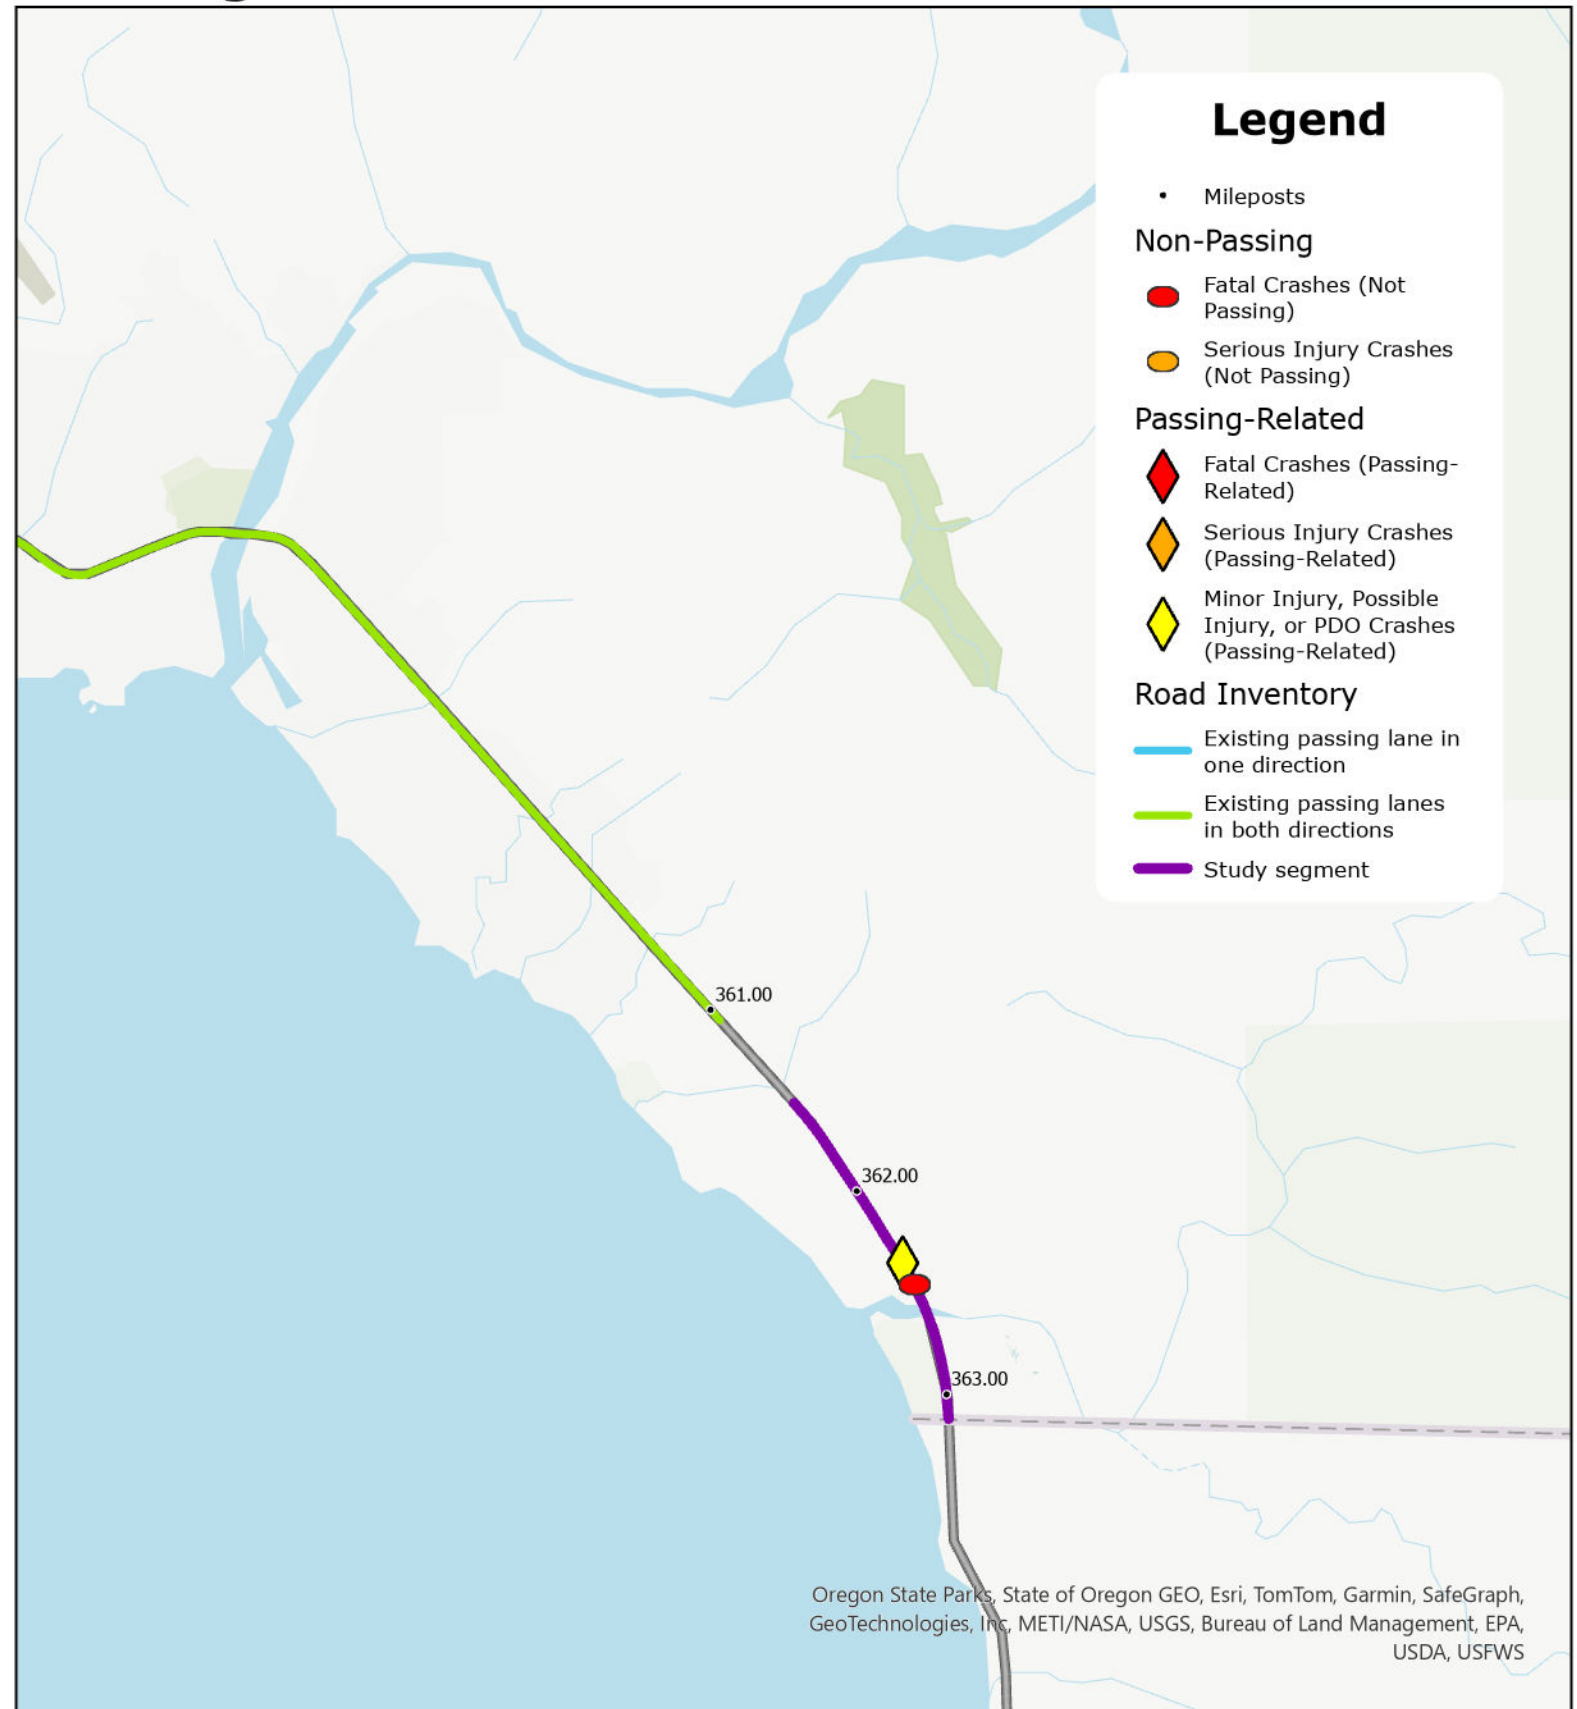 Legend
Mileposts
Non-Passing
Fatal Crashes (Not
Passing)
Serious Injury Crashes
(Not Passing)
Passing-Related
Fatal Crashes (Passing-
Related)
Serious Injury Crashes
(Passing-Related)
Minor Injury, Possible
Injury, or PDO Crashes
(Passing-Related)
Road Inventory
Existing passing lane in
one direction
Existing passing lanes
in both directions
Study segment
361.00
362.00
363.00
Oregon State Parks, State of Oregon GEO, Esri, TomTom, Garmin, SafeGraph,
GeoTechnologies, Inc, METI/NASA, USGS, Bureau of Land Management, EPA,
USDA, USFWS